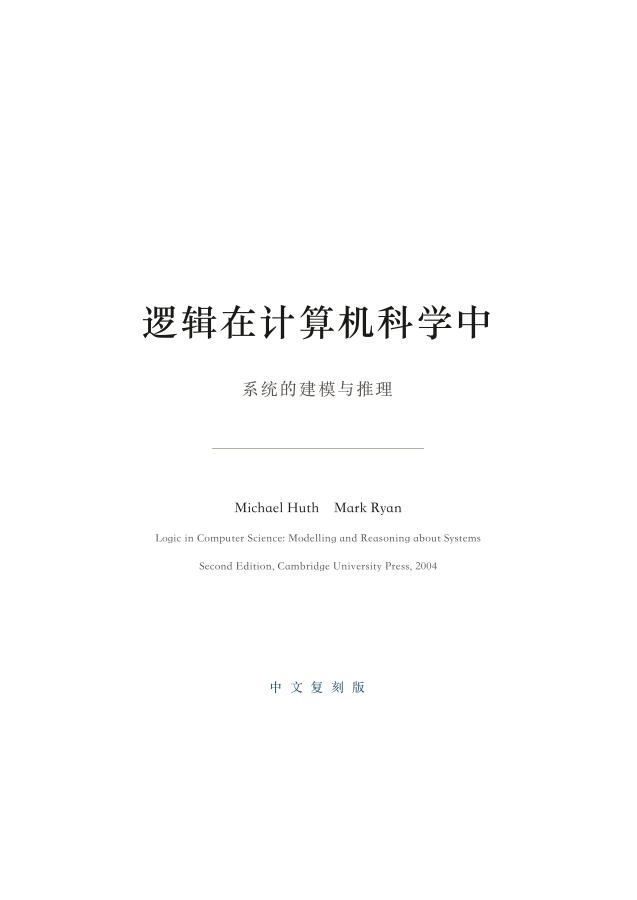 逻辑在计算机科学中
系统的建模与推理
Michael Huth Mark Ryan
Logic in Computer Science: Modelling and Reasoning about Systems
Second Edition, Cambridge University Press, 2004
中文复刻版